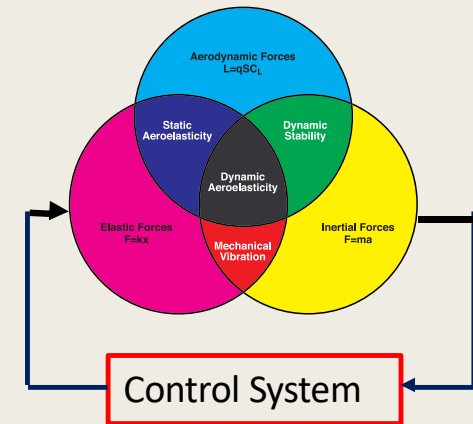 Aerodynamic Forces
L=qSCL
Static
Aeroelasticity
Dynamic
Stability
Dynamic
Aeroelasticity
Elastic Forces
F=kx
Inertial Forces
F=ma
Mechanical
Vibration
Control System